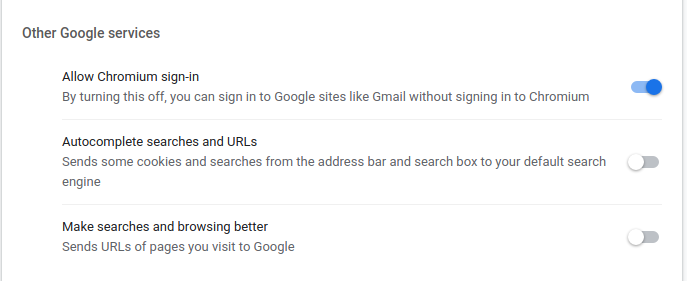 Other Google services
Allow Chromium sign-in
By turning this off, you can sign in to Google sites like Gmail without signing in to Chromium
Autocomplete searches and URLs
Sends some cookies and searches from the address bar and search box to your default search
engine
Make searches and browsing better
Sends URLs of pages you visit to Google